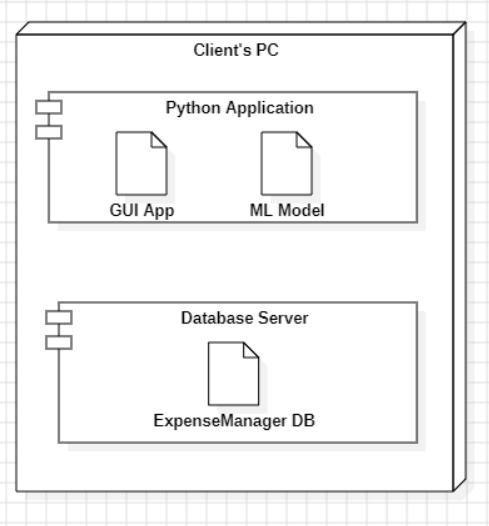 Client's PC
Python Application
GUI App
ML Model
Database Server
ExpenseManager DB